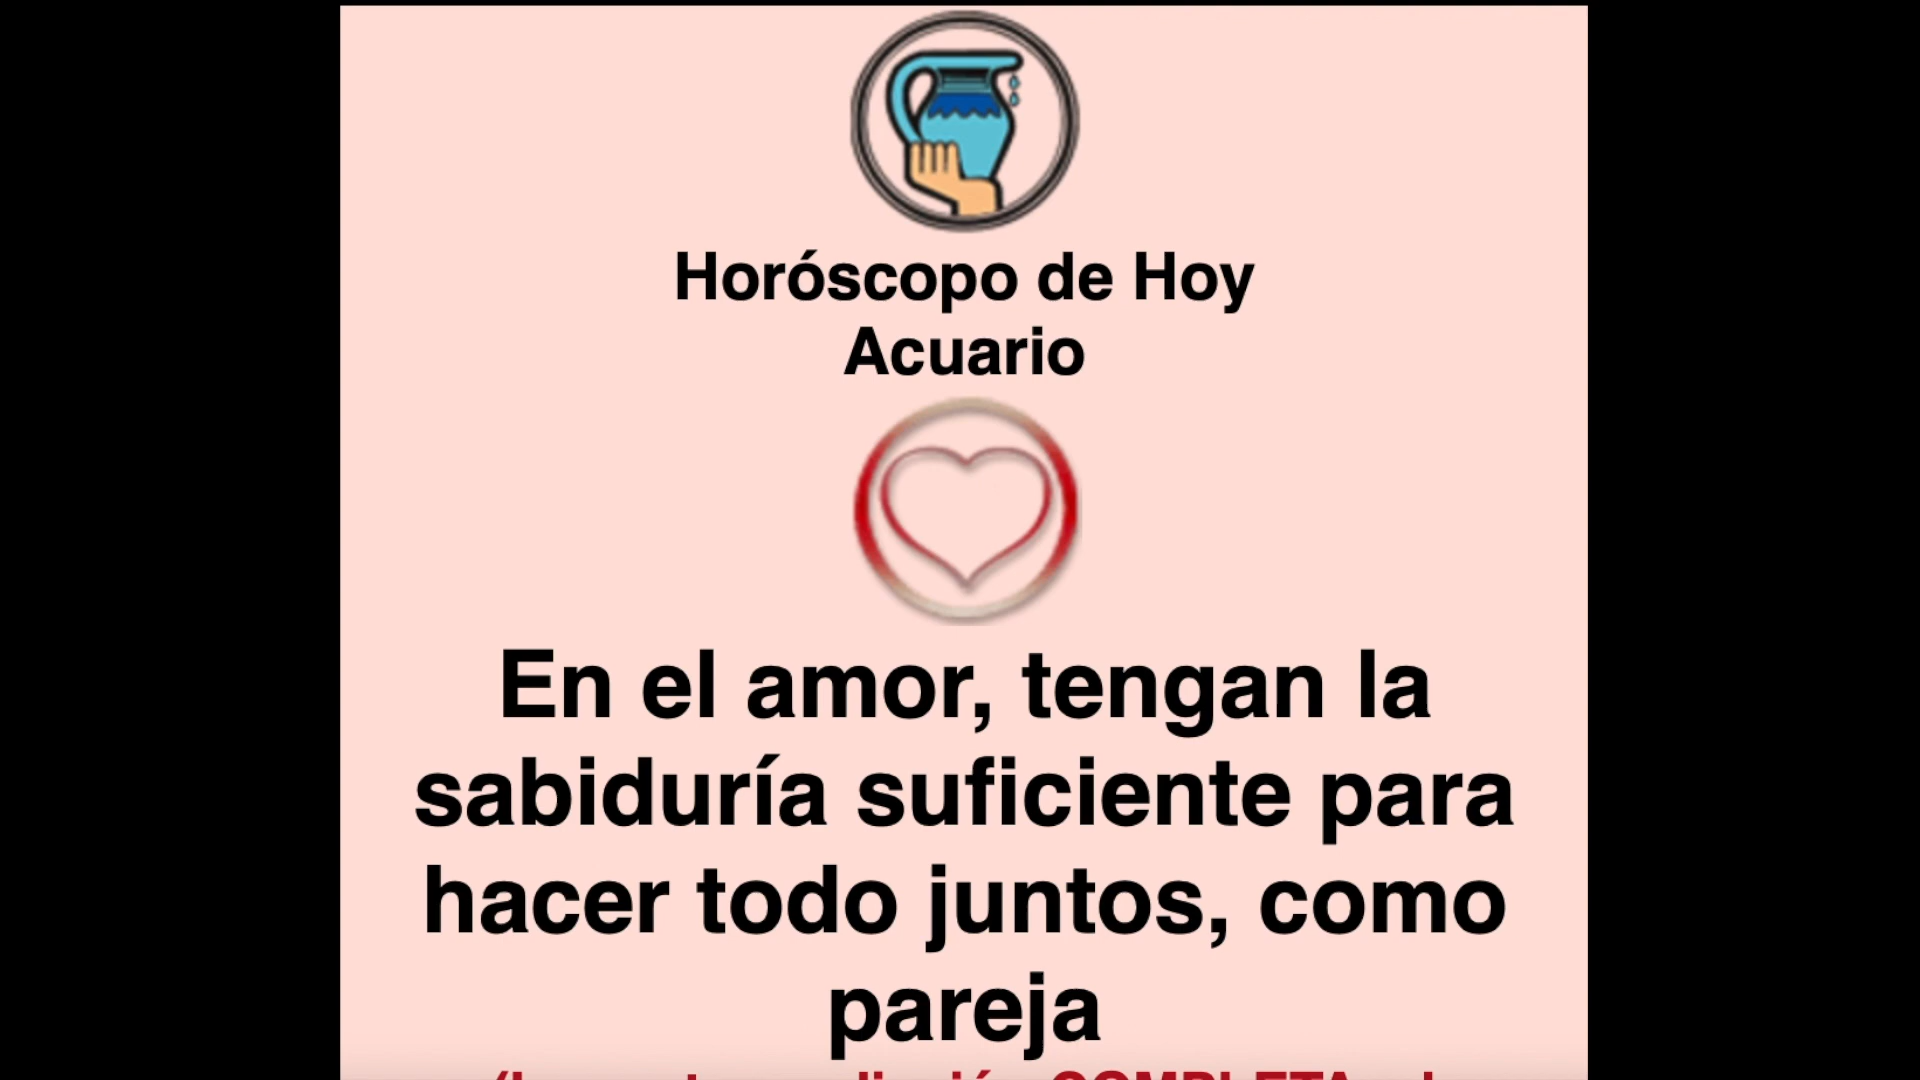 Horóscopo de Hoy
Acuario
En el amor, tengan la
sabiduría suficiente para
hacer todo juntos, como
pareja